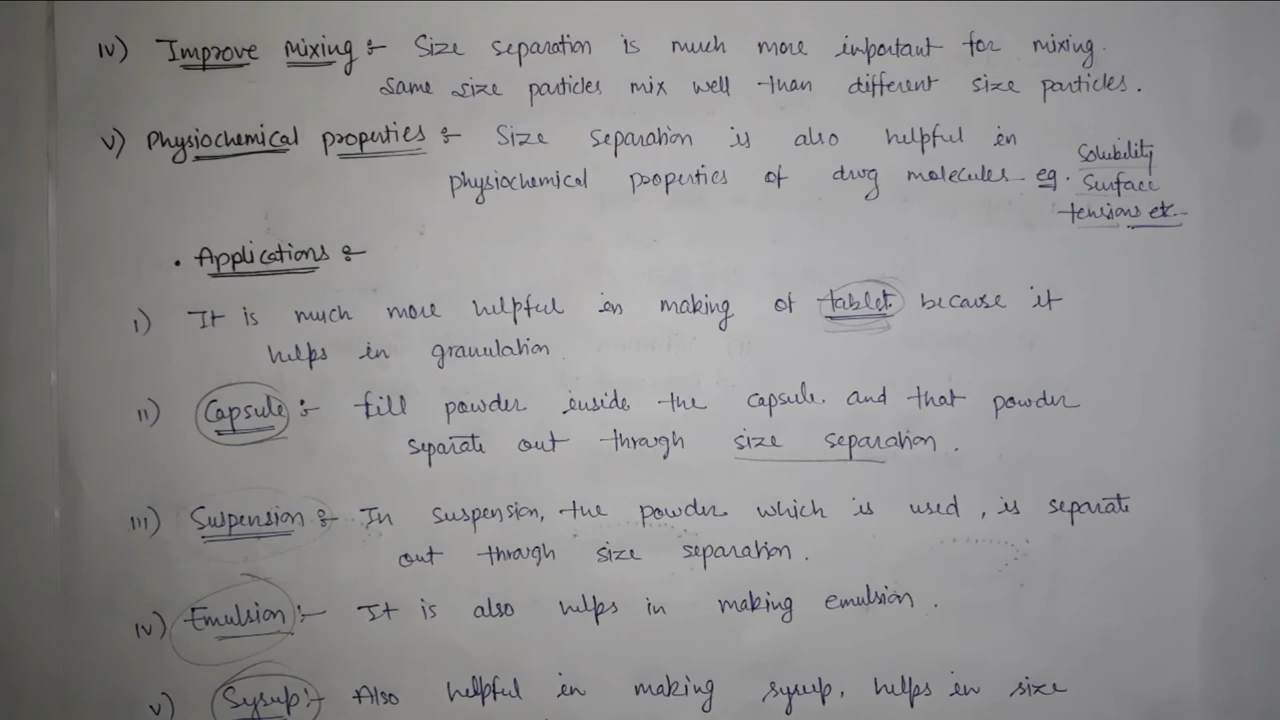 IV) Improve mixing :- Size separation is much more important for mixing.
Same size particles mix well than different size particles.
V) Physiochemical properties :- Size separation is also helpful in
physiochemical properties of drug molecules eg. Solubility
Surface
tensions etc--
• Applications :-
i) It is much more helpful in making of tablet because it
helps in granulation
ii) Capsule :- fill powder inside the capsule. and that powder
separate out through size separation.
iii) Suspension :- In suspension, the powder which is used, is separate
out through size separation.
iv) Emulsion :- It is also helps in making emulsion.
v) Sysup :- Also helpful in making syrup, helps in size